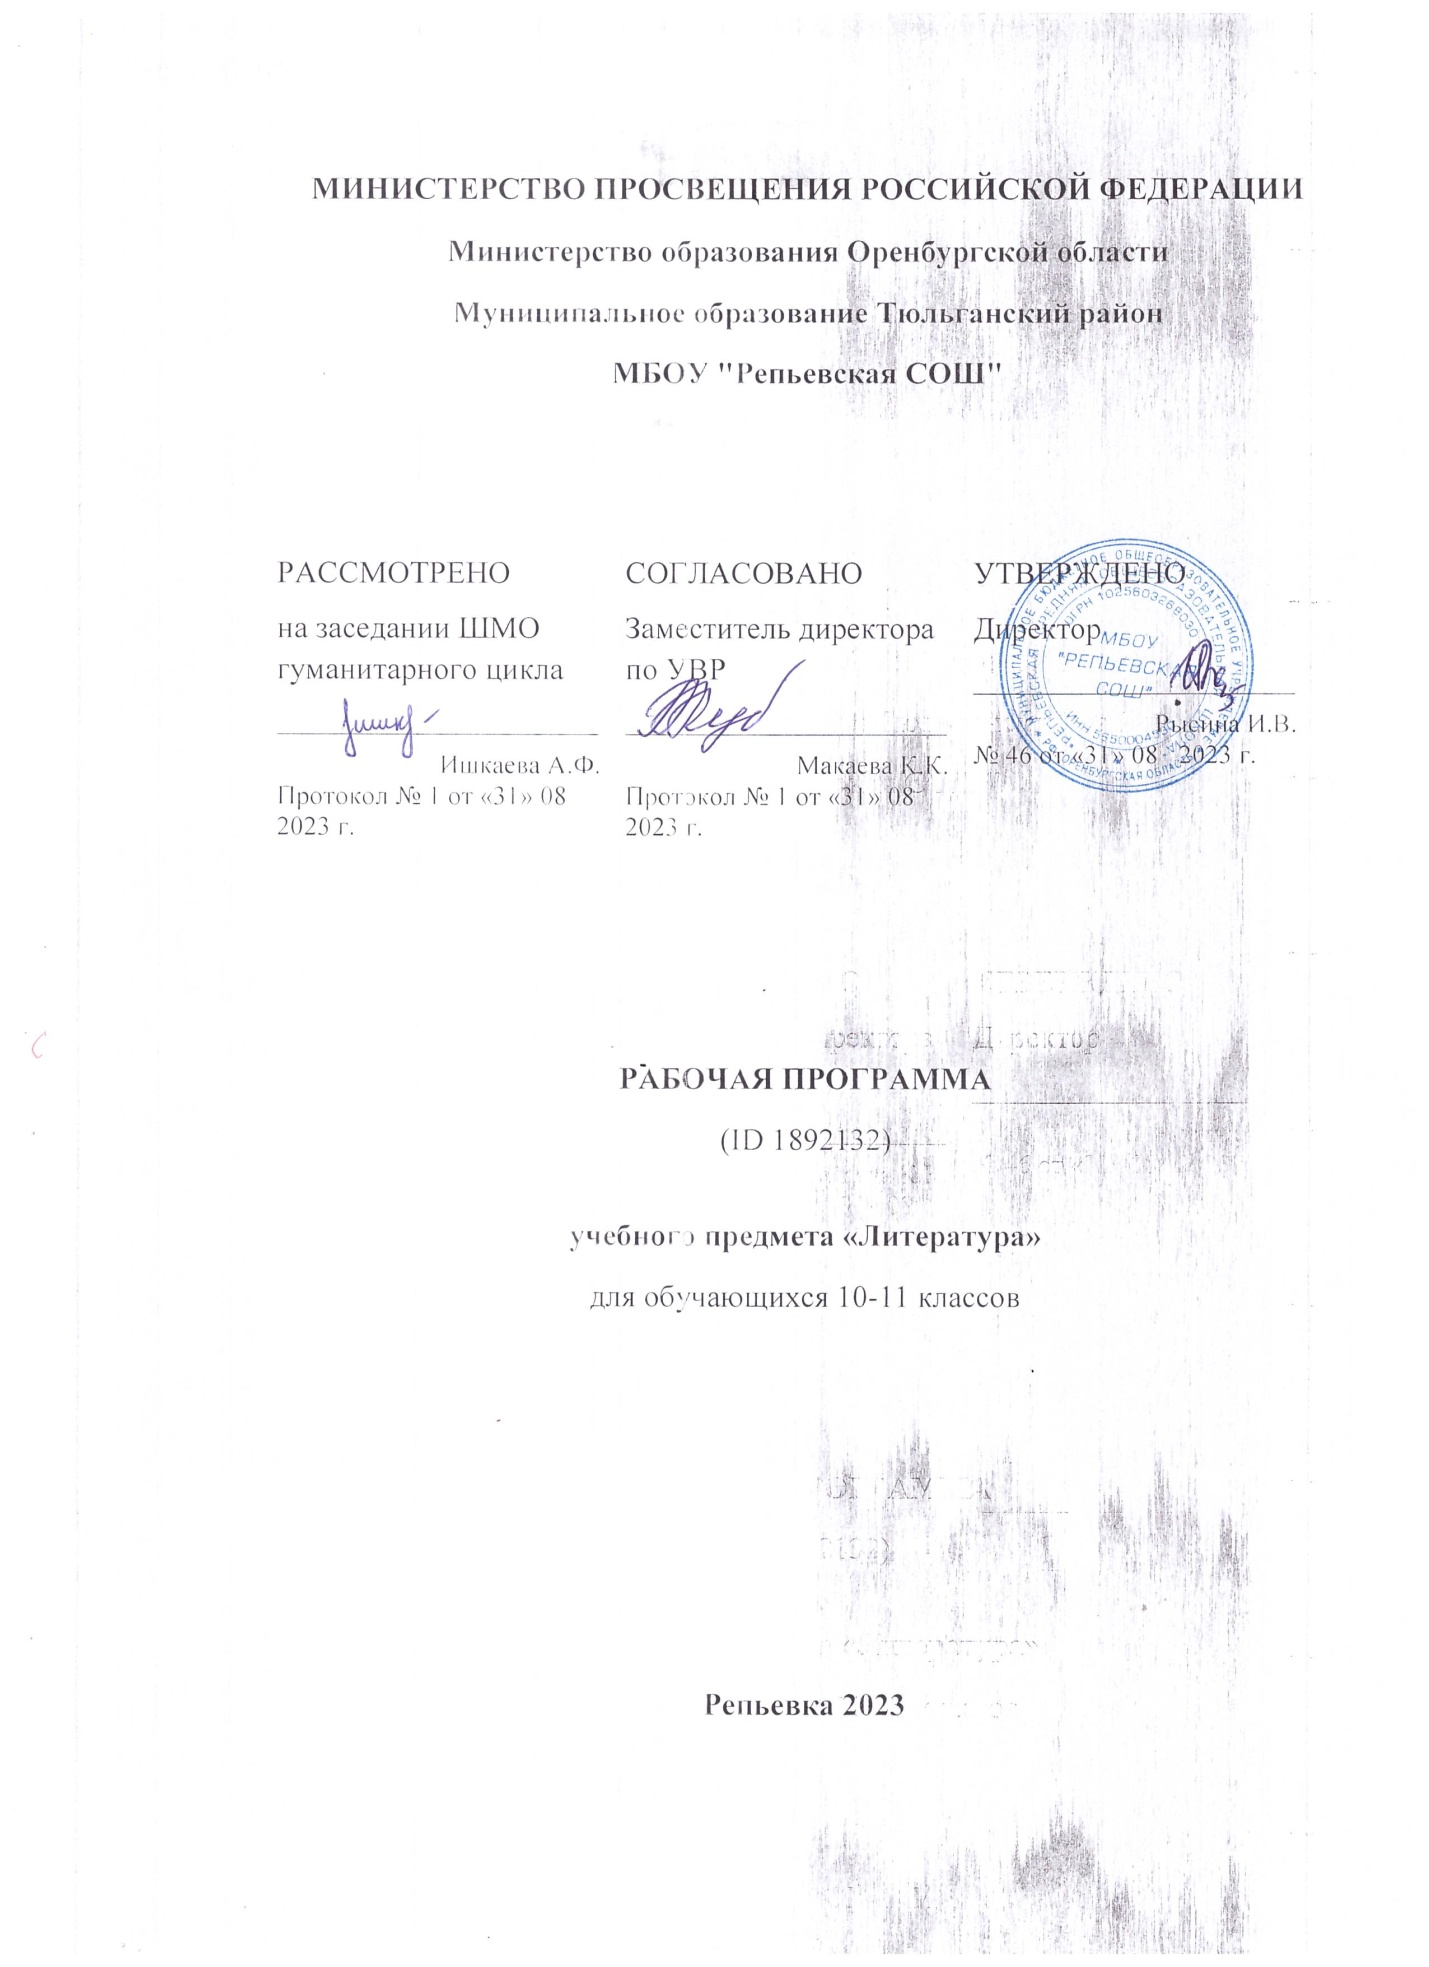 МИНИСТЕРСТВО ПРОСВЕЩЕНИЯ РОССИЙСКОЙ ФЕДЕРАЦИИ
Министерство образования Оренбургской области
Муниципальное образование Тюльганский район
МБОУ "Репьевская СОШ"
РАССМОТРЕНО
на заседании ШМО
гуманитарного цикла
Ишкаева А.Ф.
Протокол № 1 от «31» 08
2023 г.
СОГЛАСОВАНО
Заместитель директора
по УВР
Макаева К.К.
Протокол № 1 от «31» 08
2023 г.
УТВЕРЖДЕНО
Директор
Рысина И.В.
№ 46 от «31» 08 2023 г.
МБОУ
"РЕПЬЕВСКАЯ
СОШ"
РАБОЧАЯ ПРОГРАММА
(ID 1892132)
учебного предмета «Литература»
для обучающихся 10-11 классов
Репьевка 2023